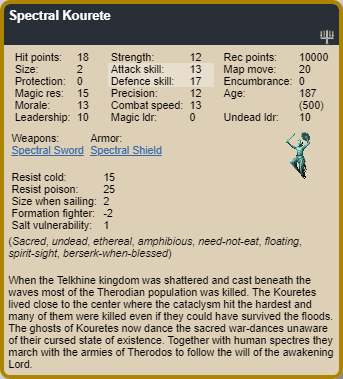 Spectral Kourete
Hit points: 18 Strength: 12 Rec points: 10000
Size: 2 Attack skill: 13 Map move: 20
Protection: 0 Defence skill: 17 Encumbrance: 0
Magic res: 15 Precision: 12 Age: 187
Morale: 13 Combat speed: 13 (500)
Leadership: 10 Magic ldr: 0 Undead ldr: 10
Weapons: Armor:
Spectral Sword Spectral Shield
Resist cold: 15
Resist poison: 25
Size when sailing: 2
Formation fighter: -2
Salt vulnerability: 1
(Sacred, undead, ethereal, amphibious, need-not-eat, floating,
spirit-sight, berserk-when-blessed)
When the Telkhine kingdom was shattered and cast beneath the
waves most of the Therodian population was killed. The Kouretes
lived close to the center where the cataclysm hit the hardest and
many of them were killed even if they could have survived the floods.
The ghosts of Kouretes now dance the sacred war-dances unaware
of their cursed state of existence. Together with human spectres they
march with the armies of Therodos to follow the will of the awakening
Lord.